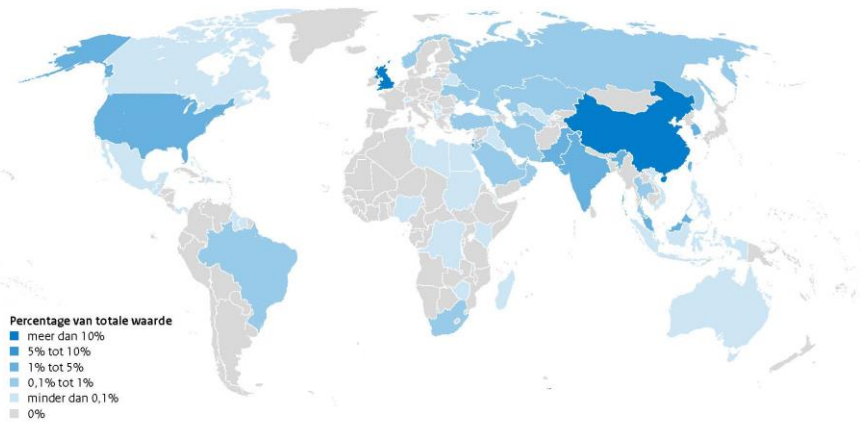 Percentage van totale waarde
meer dan 10%
5% tot 10%
1% tot 5%
0,1% tot 1%
minder dan 0,1%
0%